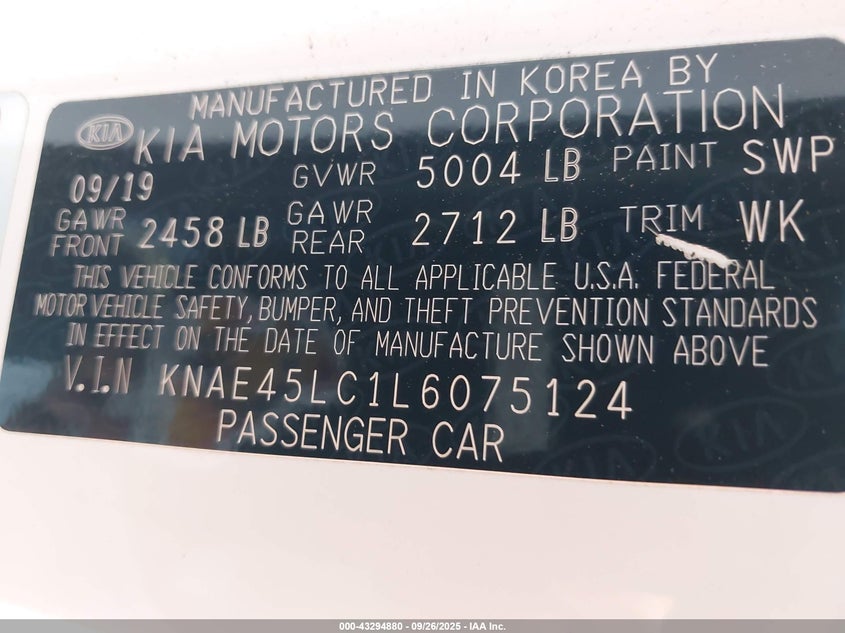 MANUFACTURED IN KOREA BY
KIA KIA MOTORS CORPORATION
09/19 GVWR 5004 LB PAINT SWP
GAWR FRONT 2458 LB GAWR REAR 2712 LB TRIM WK
THIS VEHICLE CONFORMS TO ALL APPLICABLE U.S.A. FEDERAL
MOTOR VEHICLE SAFETY, BUMPER, AND THEFT PREVENTION STANDARDS
IN EFFECT ON THE DATE OF MANUFACTURE SHOWN ABOVE
V.I.N KNAE45LC1L6075124
PASSENGER CAR
000-43294880 - 09/26/2025 - IAA Inc.